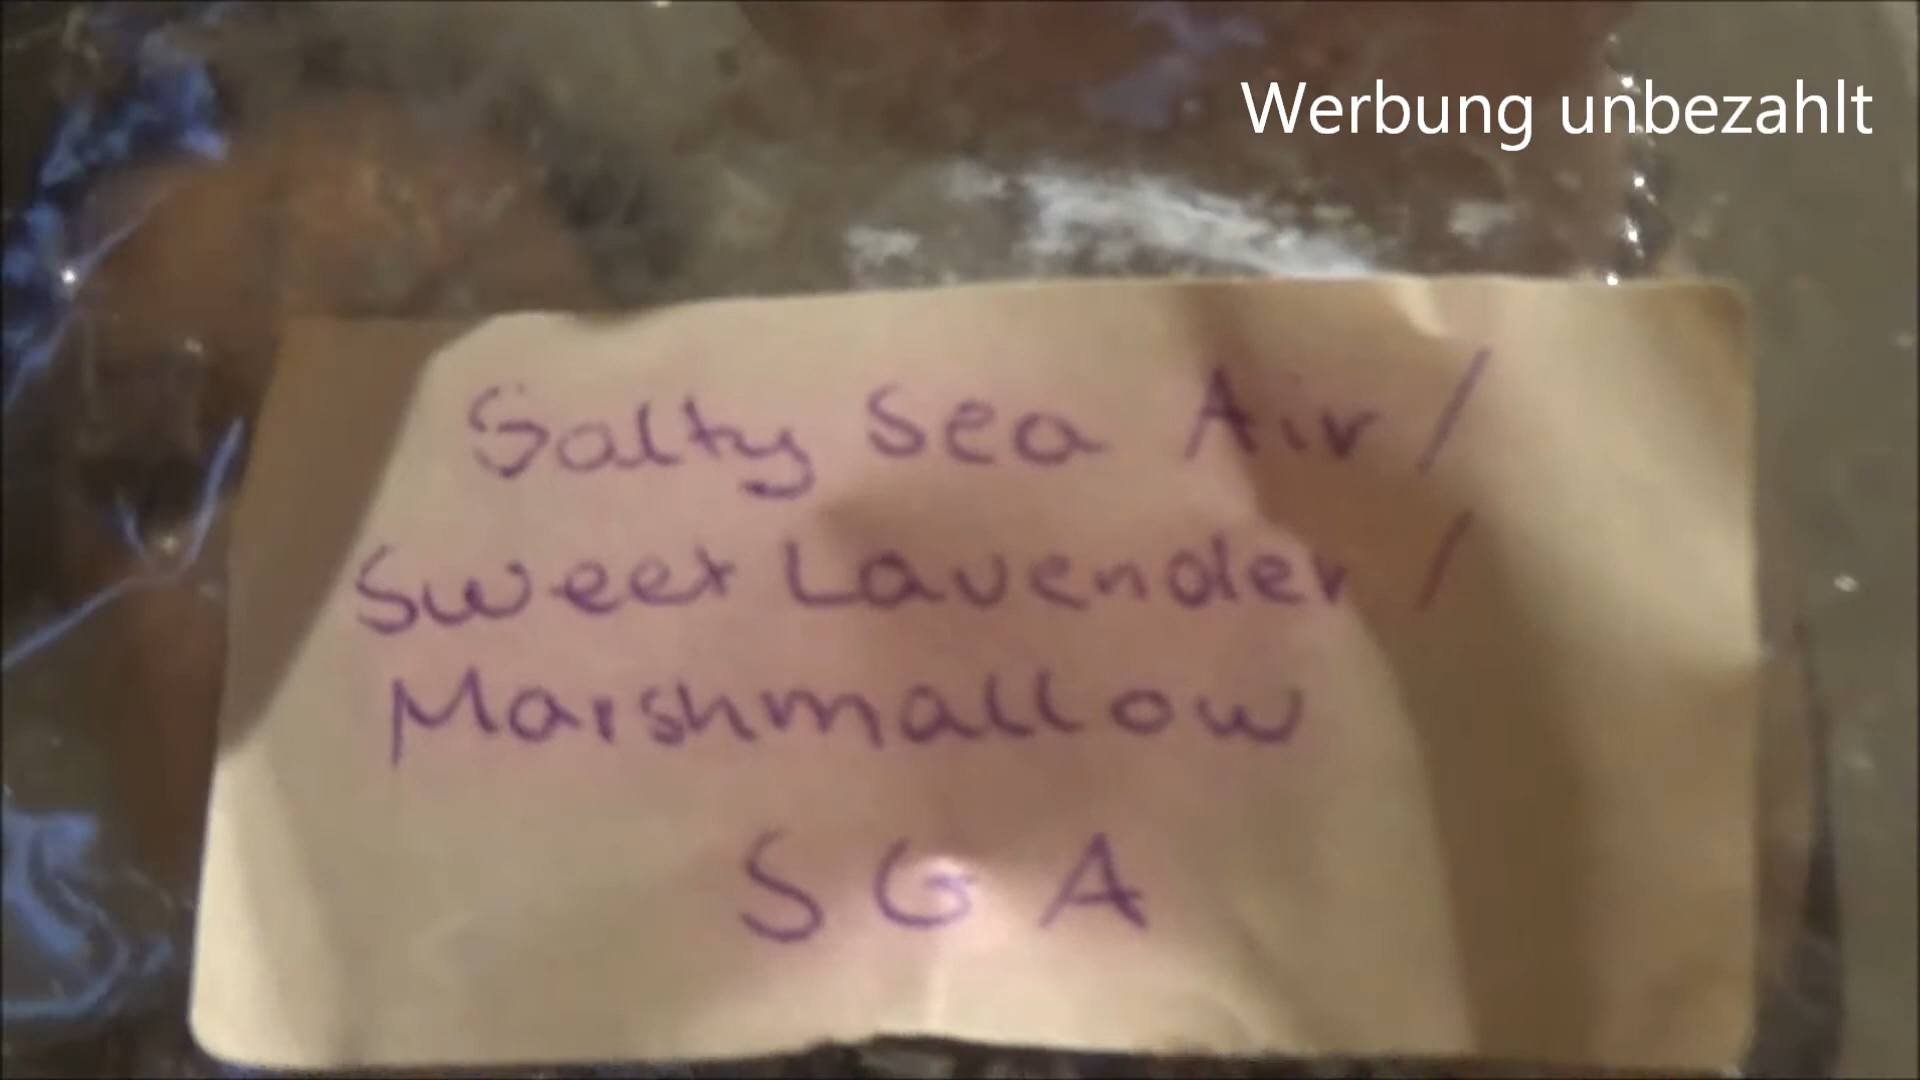 Werbung unbezahlt
Salty Sea Air /
Sweet Lavender /
Marshmallow
SGA